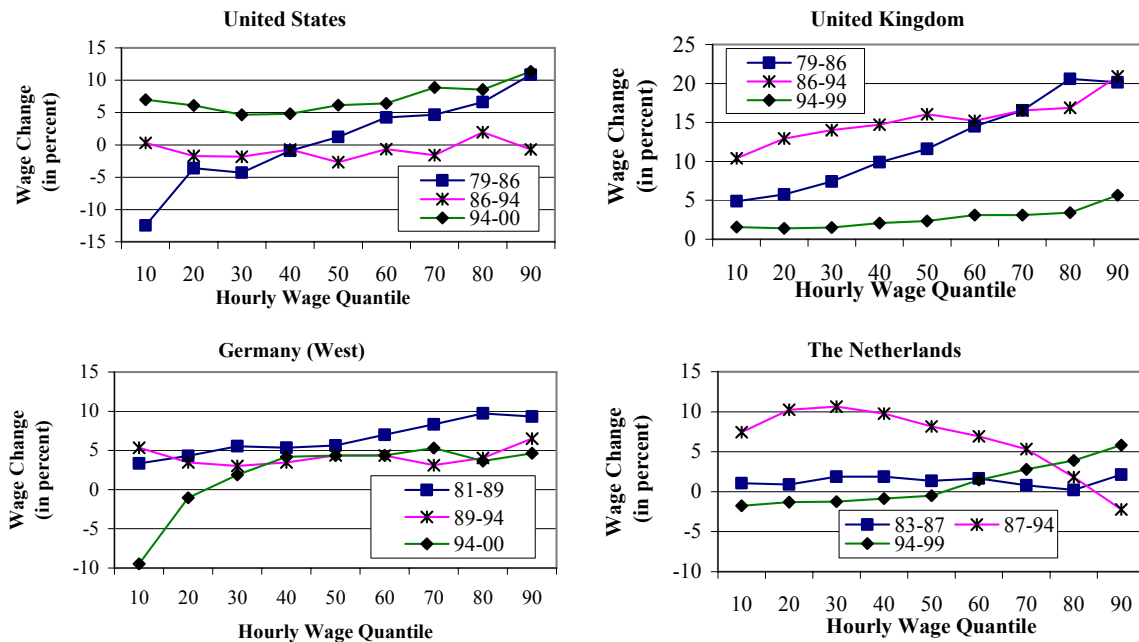 United States
Wage Change
(in percent)
15
10
5
0
-5
-10
-15
79-86
86-94
94-00
10 20 30 40 50 60 70 80 90
Hourly Wage Quantile
United Kingdom
Wage Change
(in percent)
25
20
15
10
5
0
79-86
86-94
94-99
10 20 30 40 50 60 70 80 90
Hourly Wage Quantile
Germany (West)
Wage Change
(in percent)
15
10
5
0
-5
-10
81-89
89-94
94-00
10 20 30 40 50 60 70 80 90
Hourly Wage Quantile
The Netherlands
Wage Change
(in percent)
15
10
5
0
-5
-10
83-87 87-94
94-99
10 20 30 40 50 60 70 80 90
Hourly Wage Quantile